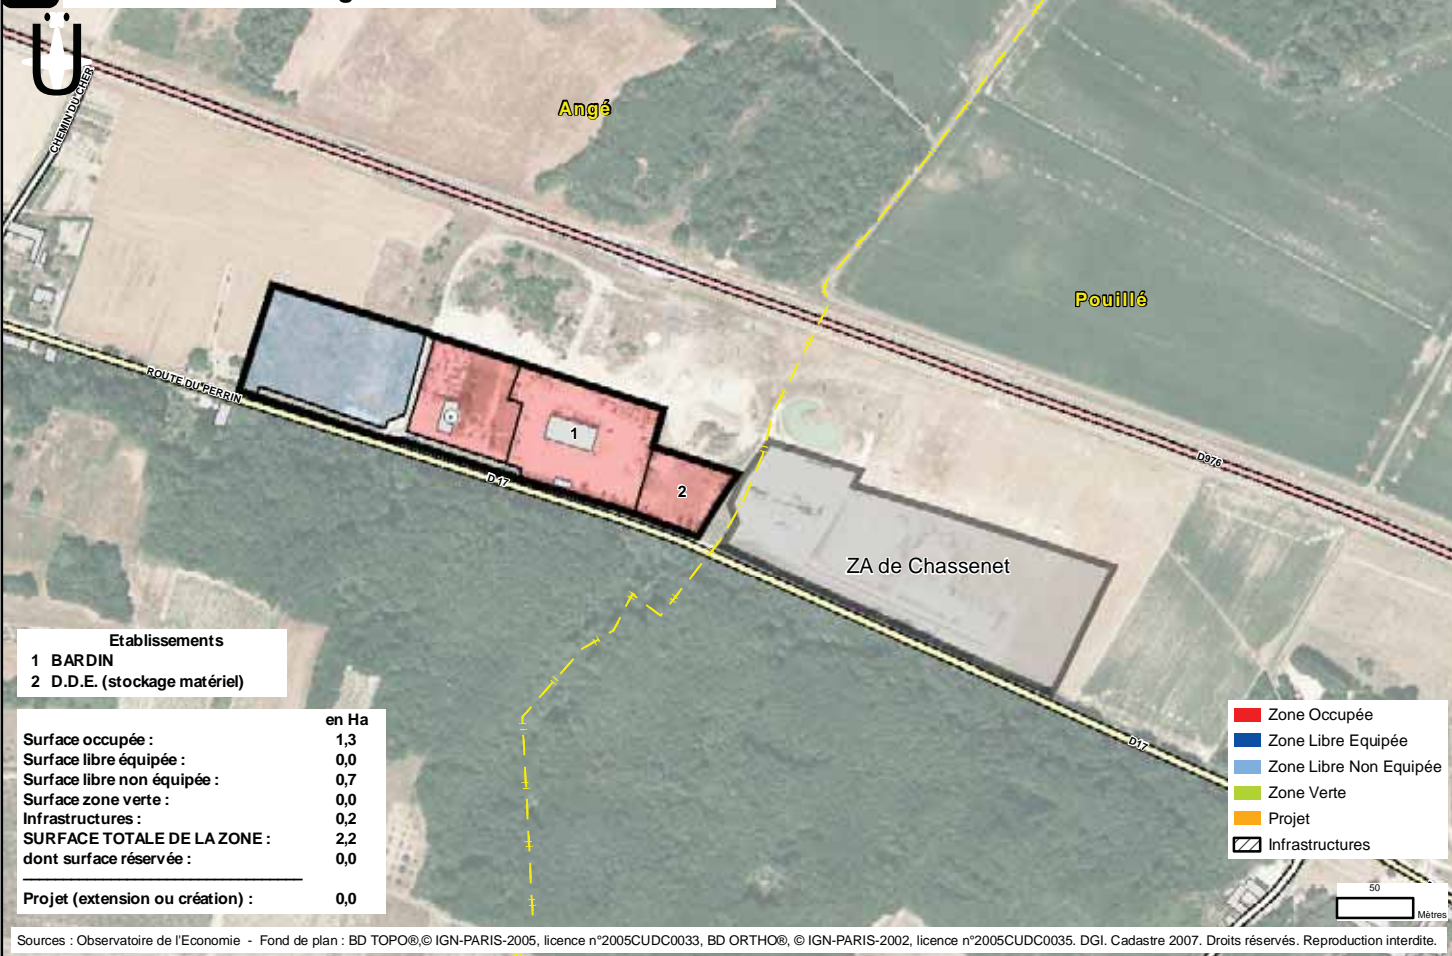 Ü
CHEMIN DU CHER
Angé
Pouillé
ROUTE DU PERRIN
D 17
D976
1
2
ZA de Chassenet
D17
Etablissements
1 BARDIN
2 D.D.E. (stockage matériel)
en Ha
Surface occupée : 1,3
Surface libre équipée : 0,0
Surface libre non équipée : 0,7
Surface zone verte : 0,0
Infrastructures : 0,2
SURFACE TOTALE DE LA ZONE : 2,2
dont surface réservée : 0,0
Projet (extension ou création) : 0,0
Zone Occupée
Zone Libre Equipée
Zone Libre Non Equipée
Zone Verte
Projet
Infrastructures
50
Mètres
Sources : Observatoire de l'Economie - Fond de plan : BD TOPO®,© IGN-PARIS-2005, licence n°2005CUDC0033, BD ORTHO®, © IGN-PARIS-2002, licence n°2005CUDC0035. DGI. Cadastre 2007. Droits réservés. Reproduction interdite.